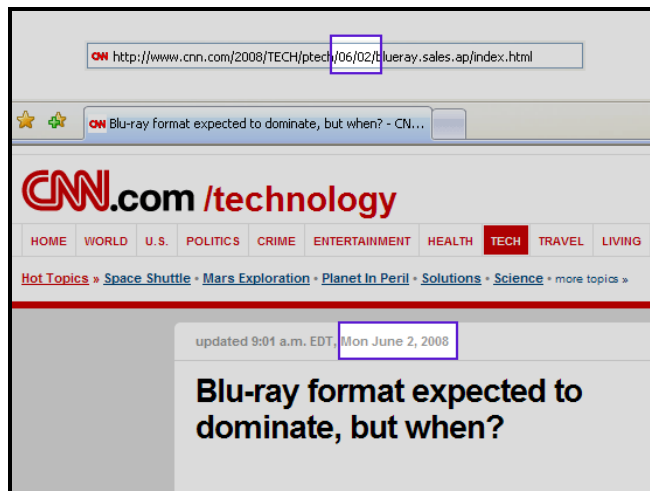 CNN http://www.cnn.com/2008/TECH/ptech/06/02/blueray.sales.ap/index.html
CNN Blu-ray format expected to dominate, but when? - CN...
CNN.com /technology
HOME WORLD U.S. POLITICS CRIME ENTERTAINMENT HEALTH TECH TRAVEL LIVING
Hot Topics » Space Shuttle • Mars Exploration • Planet In Peril • Solutions • Science • more topics »
updated 9:01 a.m. EDT, Mon June 2, 2008
Blu-ray format expected to
dominate, but when?